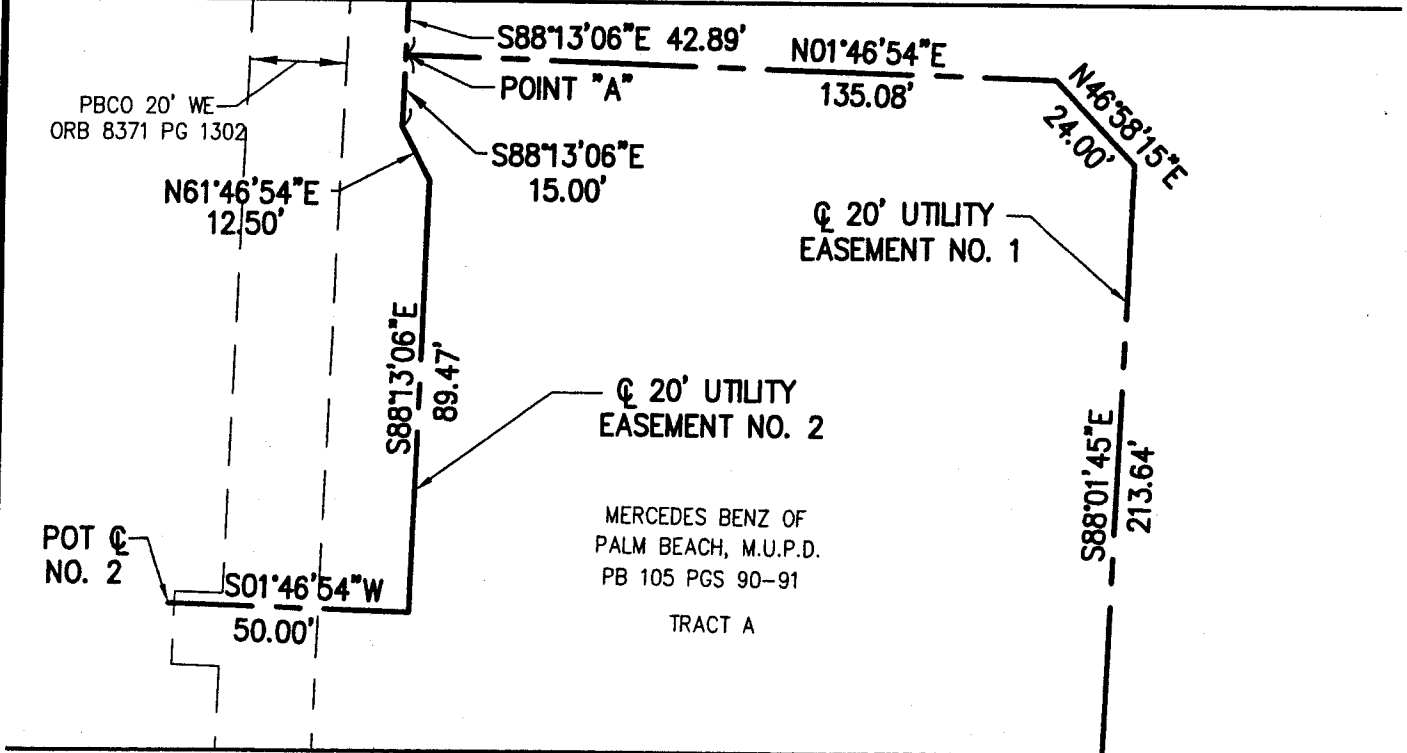 S88°13'06"E 42.89'
POINT "A"
N01°46'54"E
135.08'
N46°58'15"E
24.00'
PBCO 20' WE
ORB 8371 PG 1302
S88°13'06"E
15.00'
N61°46'54"E
12.50'
℄ 20' UTILITY
EASEMENT NO. 1
S88°13'06"E
89.47'
℄ 20' UTILITY
EASEMENT NO. 2
S88°01'45"E
213.64'
MERCEDES BENZ OF
PALM BEACH, M.U.P.D.
PB 105 PGS 90-91
TRACT A
POT ℄
NO. 2
S01°46'54"W
50.00'